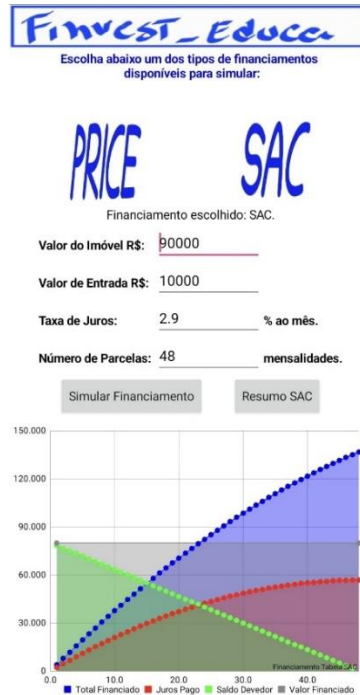 Finvest_Educa
Escolha abaixo um dos tipos de financiamentos
disponíveis para simular:
PRICE SAC
Financiamento escolhido: SAC.
Valor do Imóvel R$: 90000
Valor de Entrada R$: 10000
Taxa de Juros: 2.9 % ao mês.
Número de Parcelas: 48 mensalidades.
Simular Financiamento Resumo SAC
150.000
120.000
90.000
60.000
30.000
0
Financiamento Tabela SAC
0.0 10.0 20.0 30.0 40.0
Total Financiado Juros Pago Saldo Devedor Valor Financiado